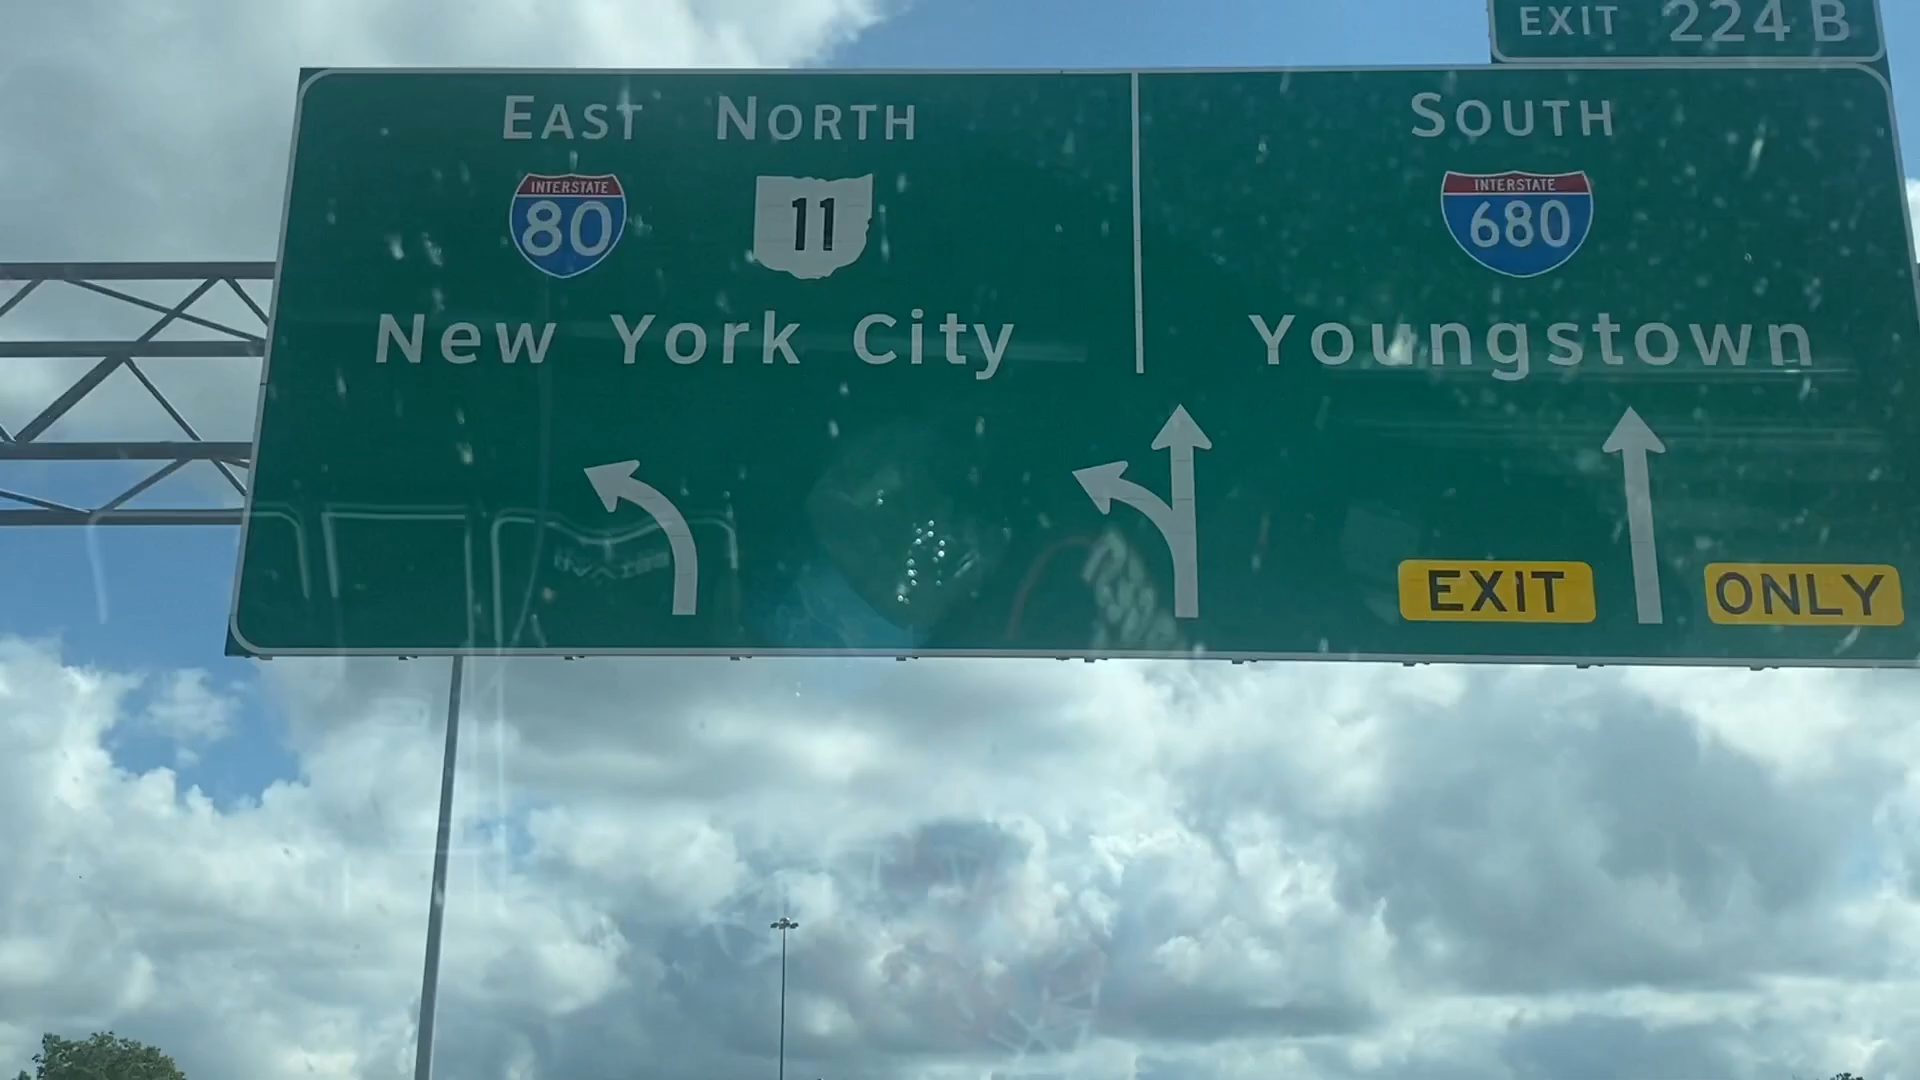 EXIT 224 B
EAST NORTH
INTERSTATE 80
11
New York City
SOUTH
INTERSTATE
680
Youngstown
EXIT ONLY